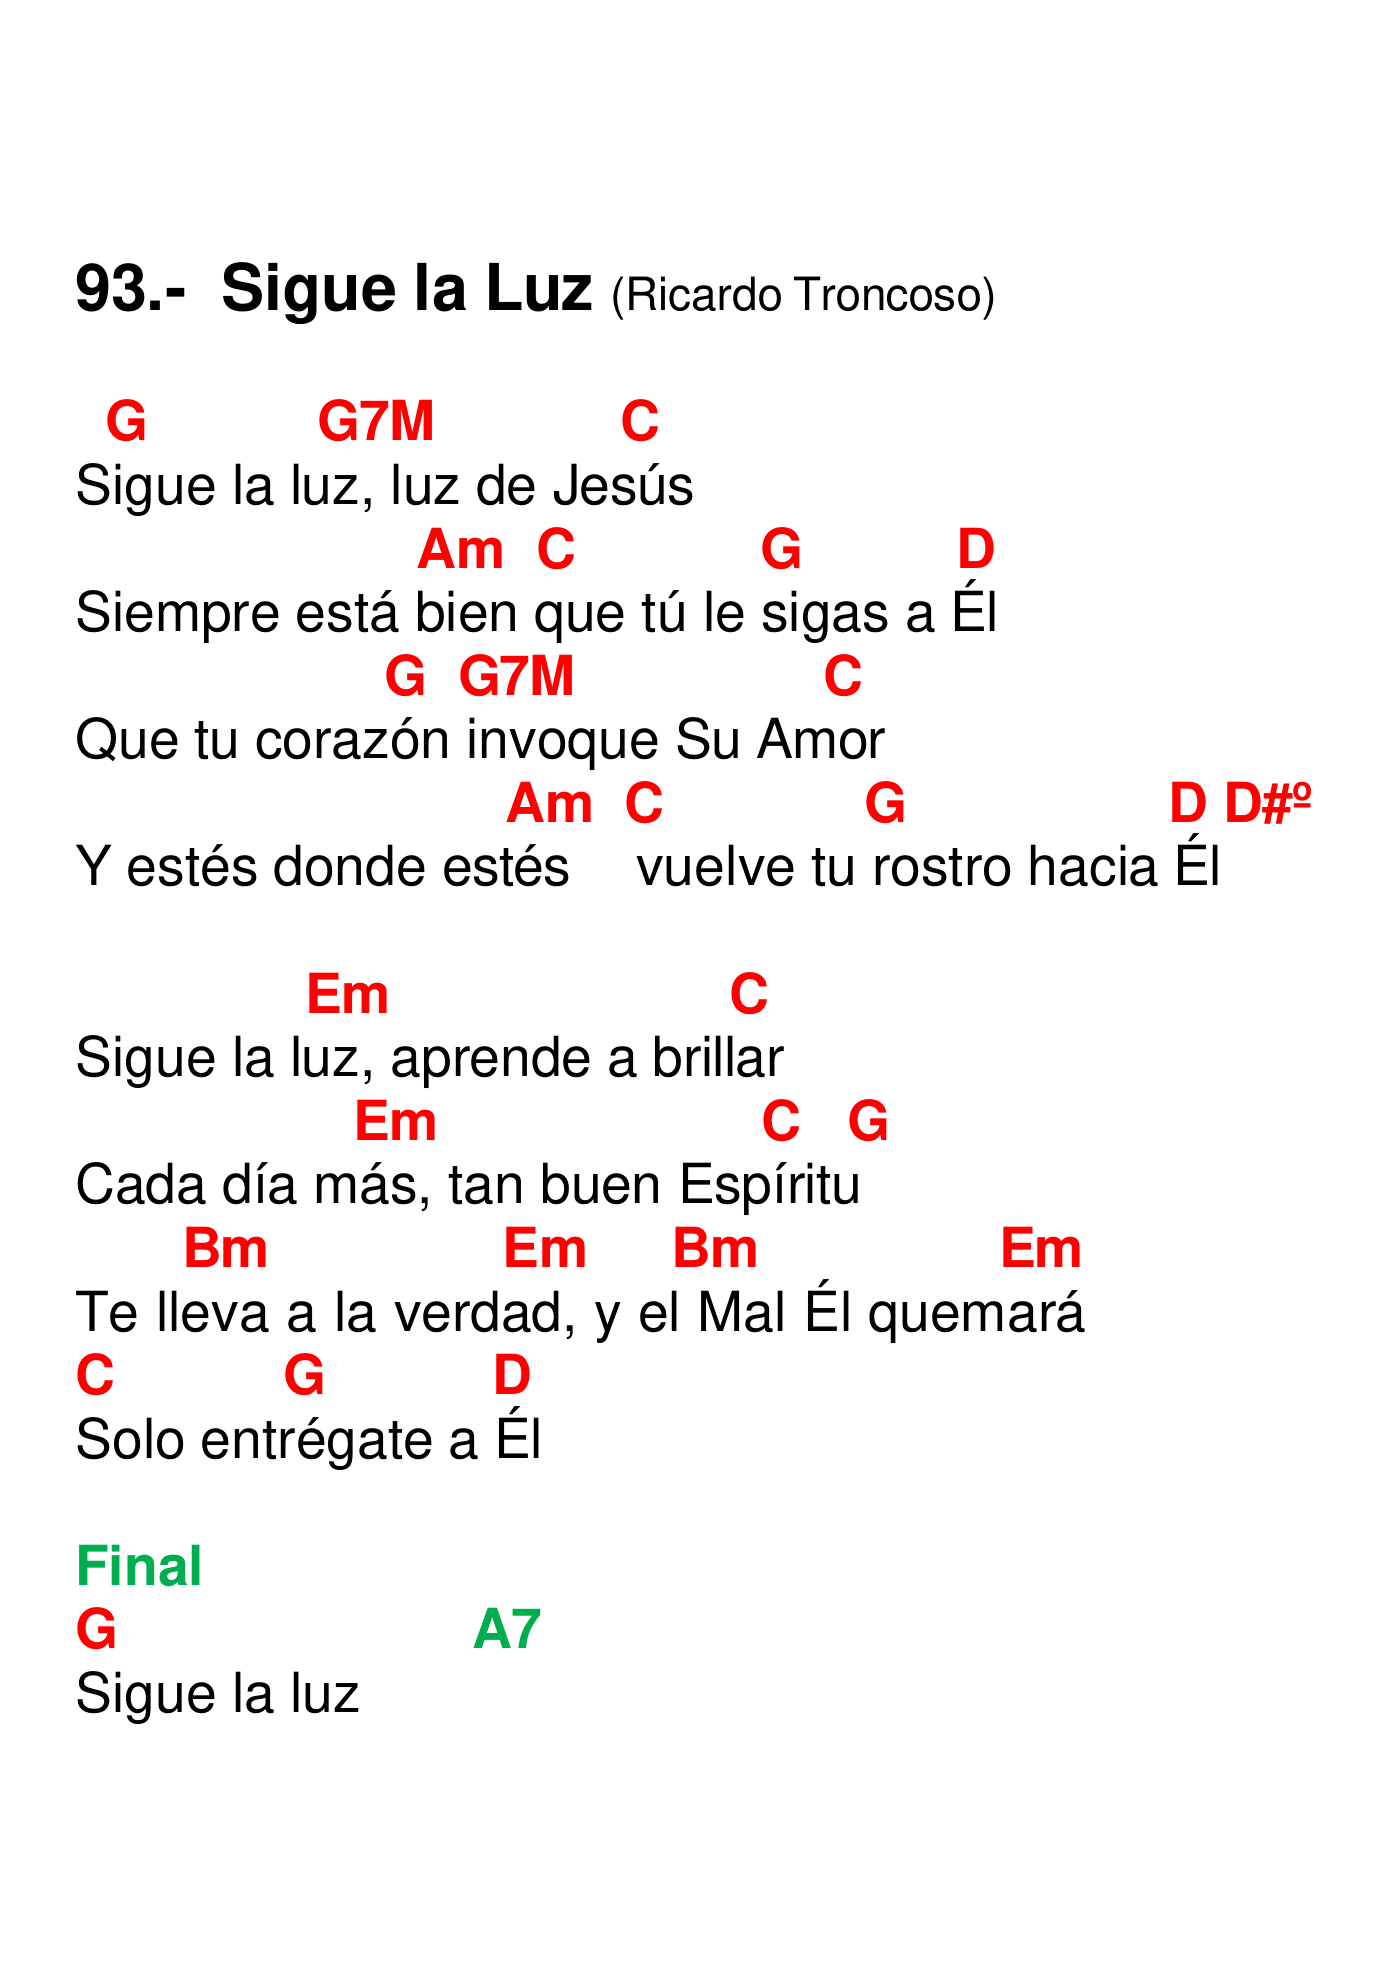 93.-  Sigue la Luz (Ricardo Troncoso)
G G7M C
Sigue la luz, luz de Jesús
Am C G D
Siempre está bien que tú le sigas a Él
G G7M C
Que tu corazón invoque Su Amor
Am C G D D#º
Y estés donde estés vuelve tu rostro hacia Él
Em C
Sigue la luz, aprende a brillar
Em C G
Cada día más, tan buen Espíritu
Bm Em Bm Em
Te lleva a la verdad, y el Mal Él quemará
C G D
Solo entrégate a Él
Final
G A7
Sigue la luz